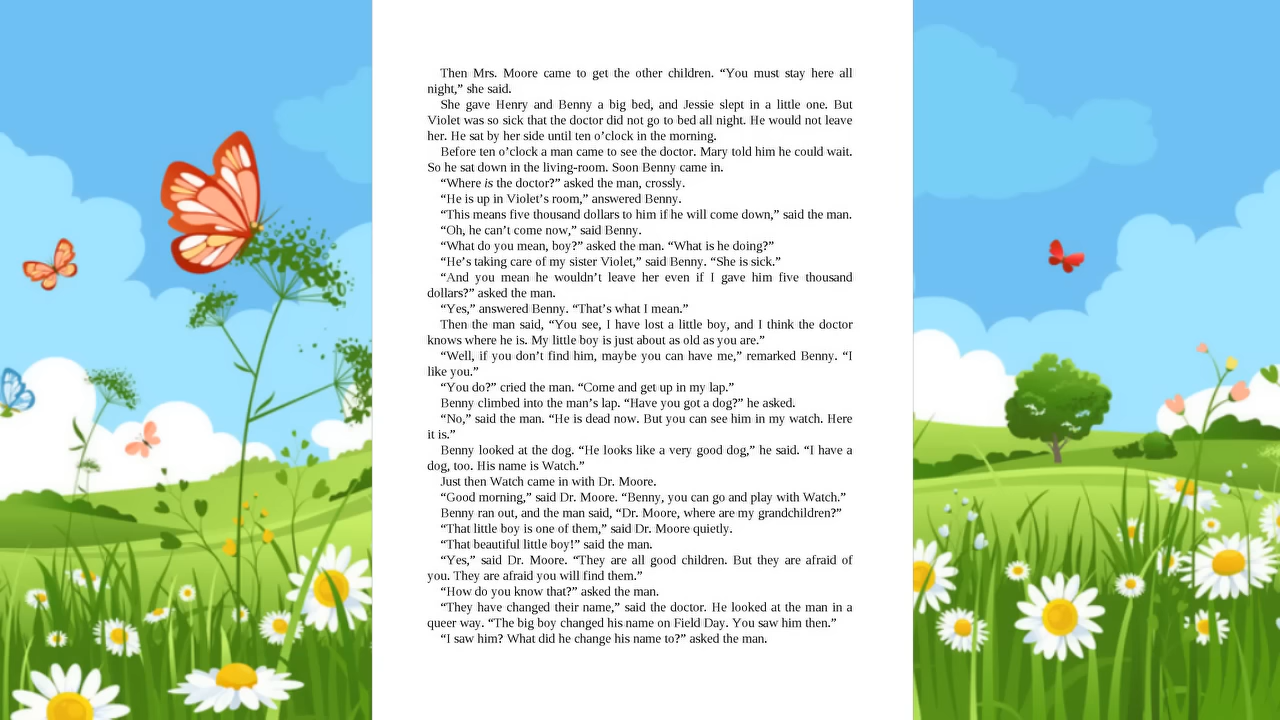 Then Mrs. Moore came to get the other children. “You must stay here all
night,” she said.
She gave Henry and Benny a big bed, and Jessie slept in a little one. But
Violet was so sick that the doctor did not go to bed all night. He would not leave
her. He sat by her side until ten o’clock in the morning.
Before ten o’clock a man came to see the doctor. Mary told him he could wait.
So he sat down in the living-room. Soon Benny came in.
“Where is the doctor?” asked the man, crossly.
“He is up in Violet’s room,” answered Benny.
“This means five thousand dollars to him if he will come down,” said the man.
“Oh, he can’t come now,” said Benny.
“What do you mean, boy?” asked the man. “What is he doing?”
“He’s taking care of my sister Violet,” said Benny. “She is sick.”
“And you mean he wouldn’t leave her even if I gave him five thousand
dollars?” asked the man.
“Yes,” answered Benny. “That’s what I mean.”
Then the man said, “You see, I have lost a little boy, and I think the doctor
knows where he is. My little boy is just about as old as you are.”
“Well, if you don’t find him, maybe you can have me,” remarked Benny. “I
like you.”
“You do?” cried the man. “Come and get up in my lap.”
Benny climbed into the man’s lap. “Have you got a dog?” he asked.
“No,” said the man. “He is dead now. But you can see him in my watch. Here
it is.”
Benny looked at the dog. “He looks like a very good dog,” he said. “I have a
dog, too. His name is Watch.”
Just then Watch came in with Dr. Moore.
“Good morning,” said Dr. Moore. “Benny, you can go and play with Watch.”
Benny ran out, and the man said, “Dr. Moore, where are my grandchildren?”
“That little boy is one of them,” said Dr. Moore quietly.
“That beautiful little boy!” said the man.
“Yes,” said Dr. Moore. “They are all good children. But they are afraid of
you. They are afraid you will find them.”
“How do you know that?” asked the man.
“They have changed their name,” said the doctor. He looked at the man in a
queer way. “The big boy changed his name on Field Day. You saw him then.”
“I saw him? What did he change his name to?” asked the man.